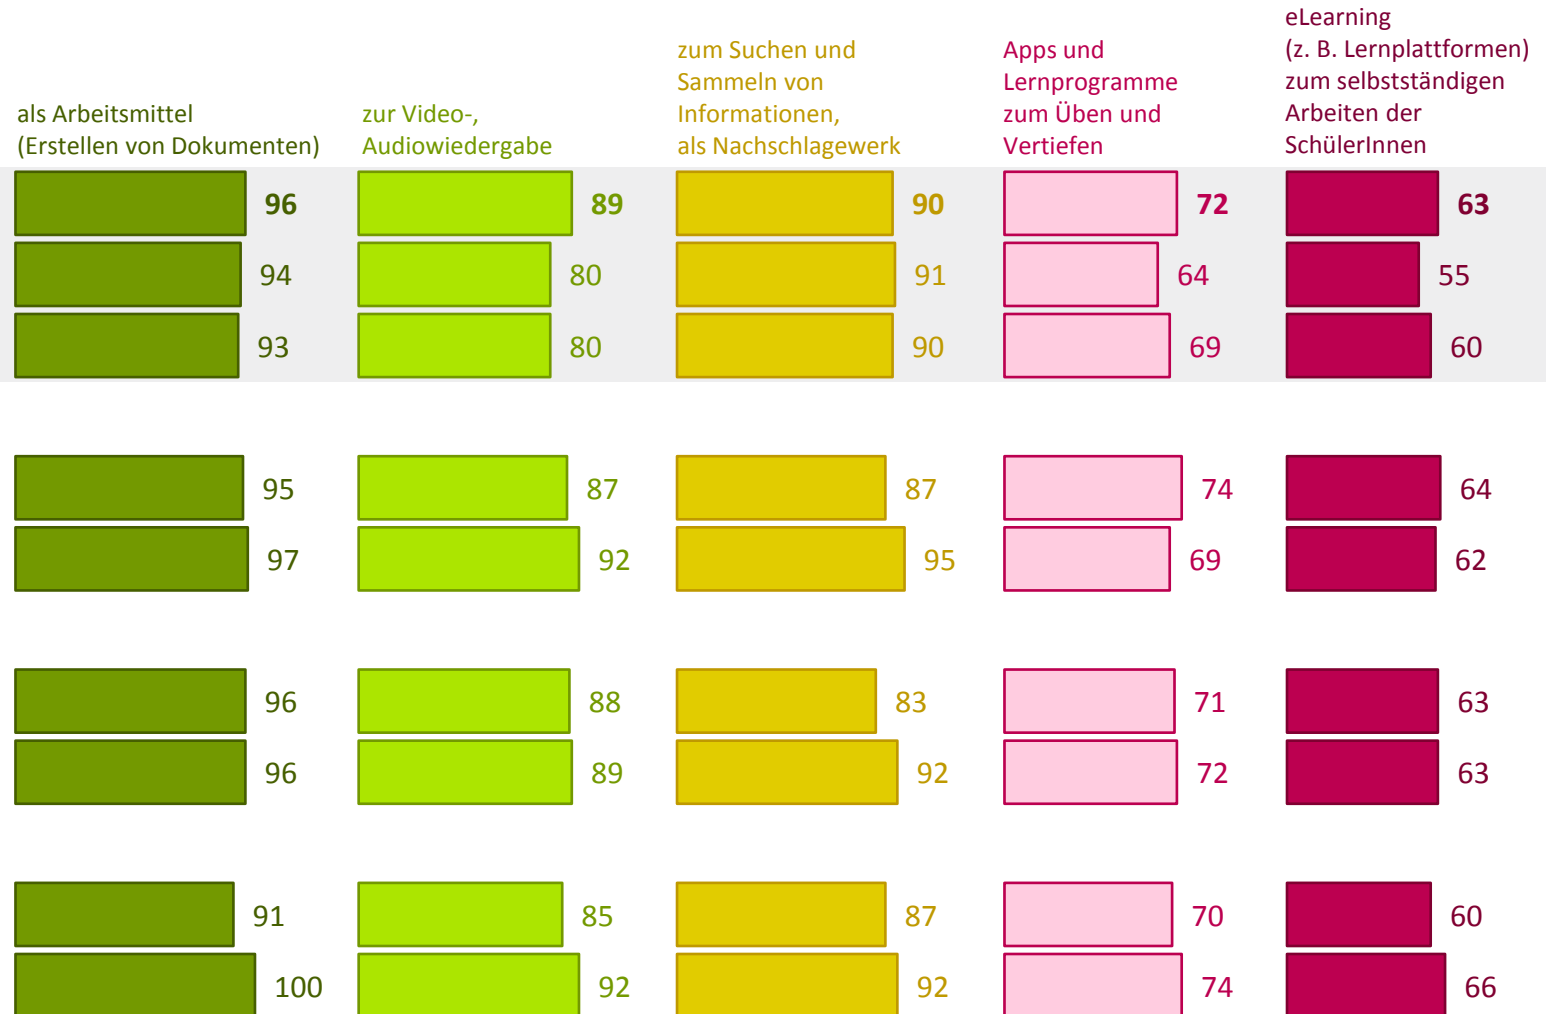 als Arbeitsmittel
(Erstellen von Dokumenten)
zur Video-,
Audiowiedergabe
zum Suchen und
Sammeln von
Informationen,
als Nachschlagewerk
Apps und
Lernprogramme
zum Üben und
Vertiefen
eLearning
(z. B. Lernplattformen)
zum selbstständigen
Arbeiten der
SchülerInnen
96 89 90 72 63
94 80 91 64 55
93 80 90 69 60
95 87 87 74 64
97 92 95 69 62
96 88 83 71 63
96 89 92 72 63
91 85 87 70 60
100 92 92 74 66